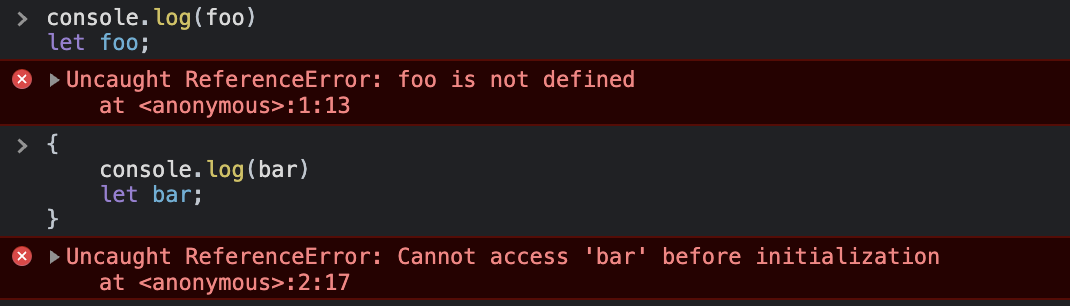 console.log(foo)
let foo;
Uncaught ReferenceError: foo is not defined
at <anonymous>:1:13
{
console.log(bar)
let bar;
}
Uncaught ReferenceError: Cannot access 'bar' before initialization
at <anonymous>:2:17